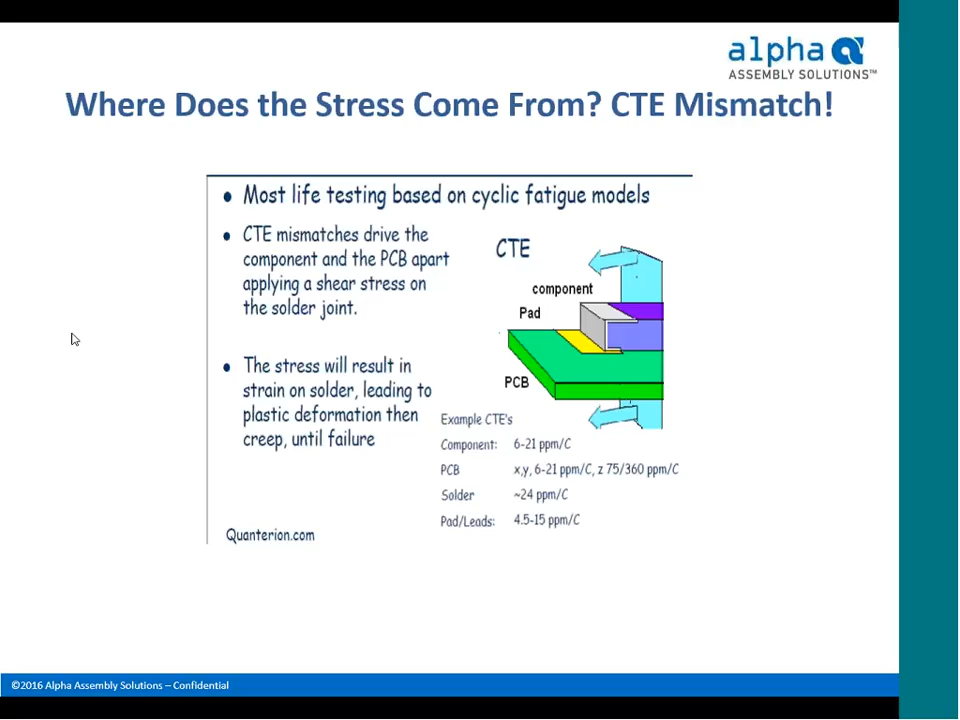 alpha
ASSEMBLY SOLUTIONS™
Where Does the Stress Come From? CTE Mismatch!
• Most life testing based on cyclic fatigue models
• CTE mismatches drive the
component and the PCB apart
applying a shear stress on
the solder joint.
• The stress will result in
strain on solder, leading to
plastic deformation then
creep, until failure
Quanterion.com
CTE
component
Pad
PCB
Example CTE's
Component: 6-21 ppm/C
PCB x,y, 6-21 ppm/C, z 75/360 ppm/C
Solder ~24 ppm/C
Pad/Leads: 4.5-15 ppm/C
©2016 Alpha Assembly Solutions – Confidential